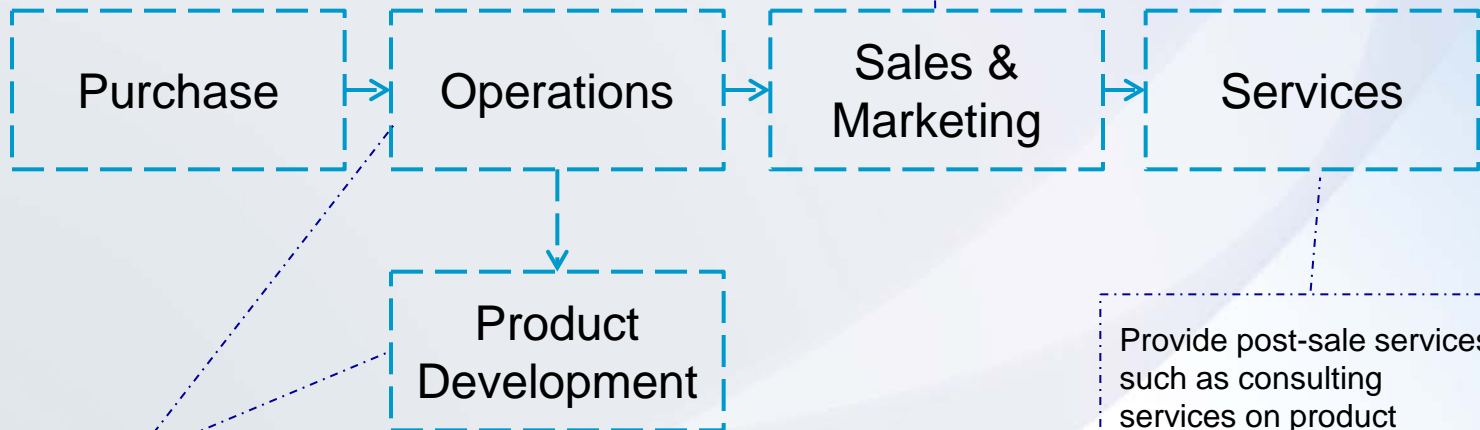 Purchase
Operations
Sales &
Marketing
Services
Product
Development
Provide post-sale services
such as consulting
services on product